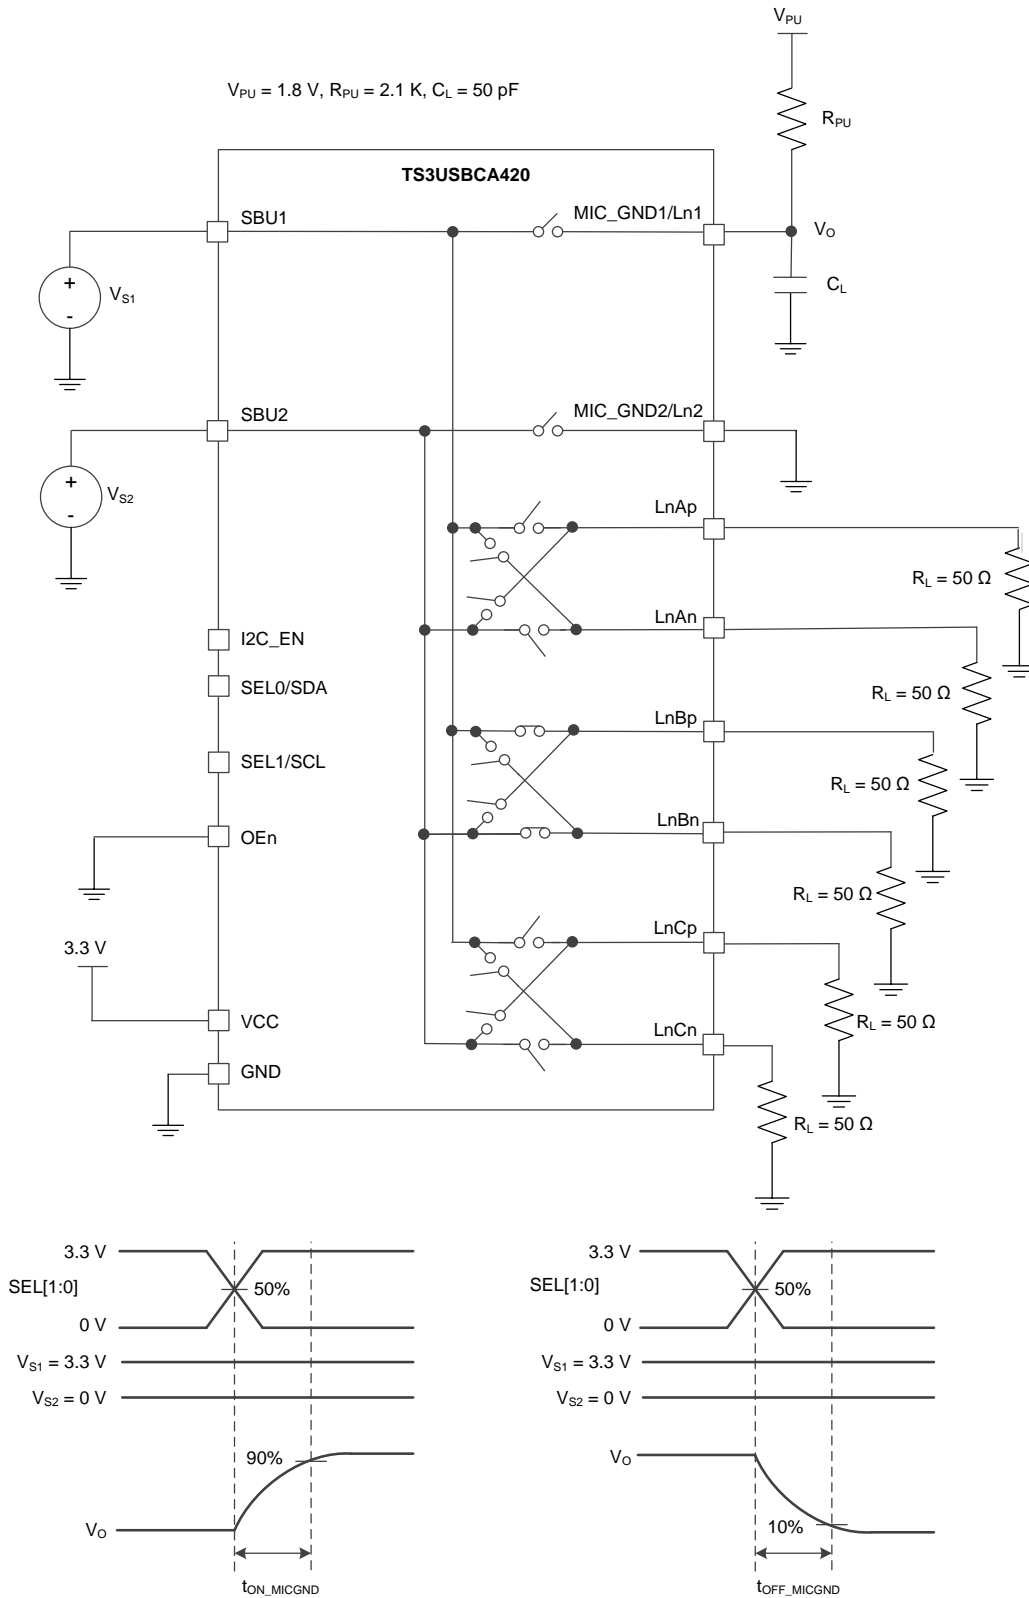 V_PU
V_PU = 1.8 V, R_PU = 2.1 K, C_L = 50 pF
R_PU
TS3USBCA420
SBU1
MIC_GND1/Ln1
V_O
+
-
V_S1
C_L
SBU2
MIC_GND2/Ln2
+
-
V_S2
LnAp
R_L = 50 Ω
LnAn
I2C_EN
SEL0/SDA
R_L = 50 Ω
LnBp
SEL1/SCL
R_L = 50 Ω
LnBn
OEn
R_L = 50 Ω
LnCp
3.3 V
VCC
R_L = 50 Ω
LnCn
GND
R_L = 50 Ω
3.3 V
SEL[1:0]
50%
0 V
V_S1 = 3.3 V
V_S2 = 0 V
90%
V_O
t_ON_MICGND
3.3 V
SEL[1:0]
50%
0 V
V_S1 = 3.3 V
V_S2 = 0 V
V_O
10%
t_OFF_MICGND